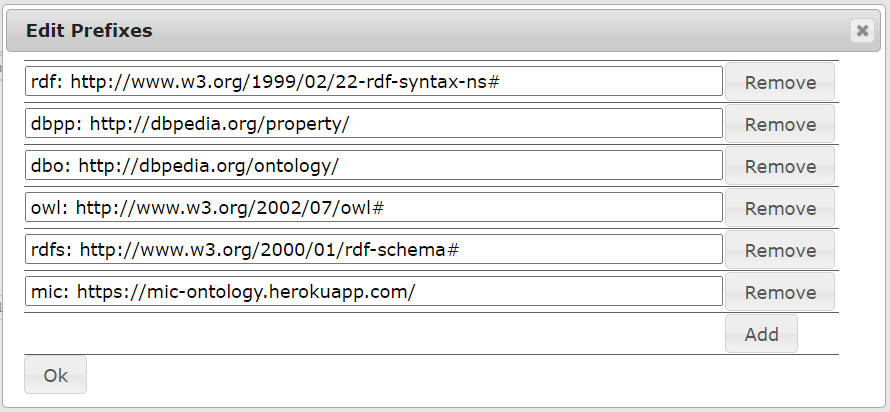 Edit Prefixes
rdf: http://www.w3.org/1999/02/22-rdf-syntax-ns# Remove
dbpp: http://dbpedia.org/property/ Remove
dbo: http://dbpedia.org/ontology/ Remove
owl: http://www.w3.org/2002/07/owl# Remove
rdfs: http://www.w3.org/2000/01/rdf-schema# Remove
mic: https://mic-ontology.herokuapp.com/ Remove
Add
Ok